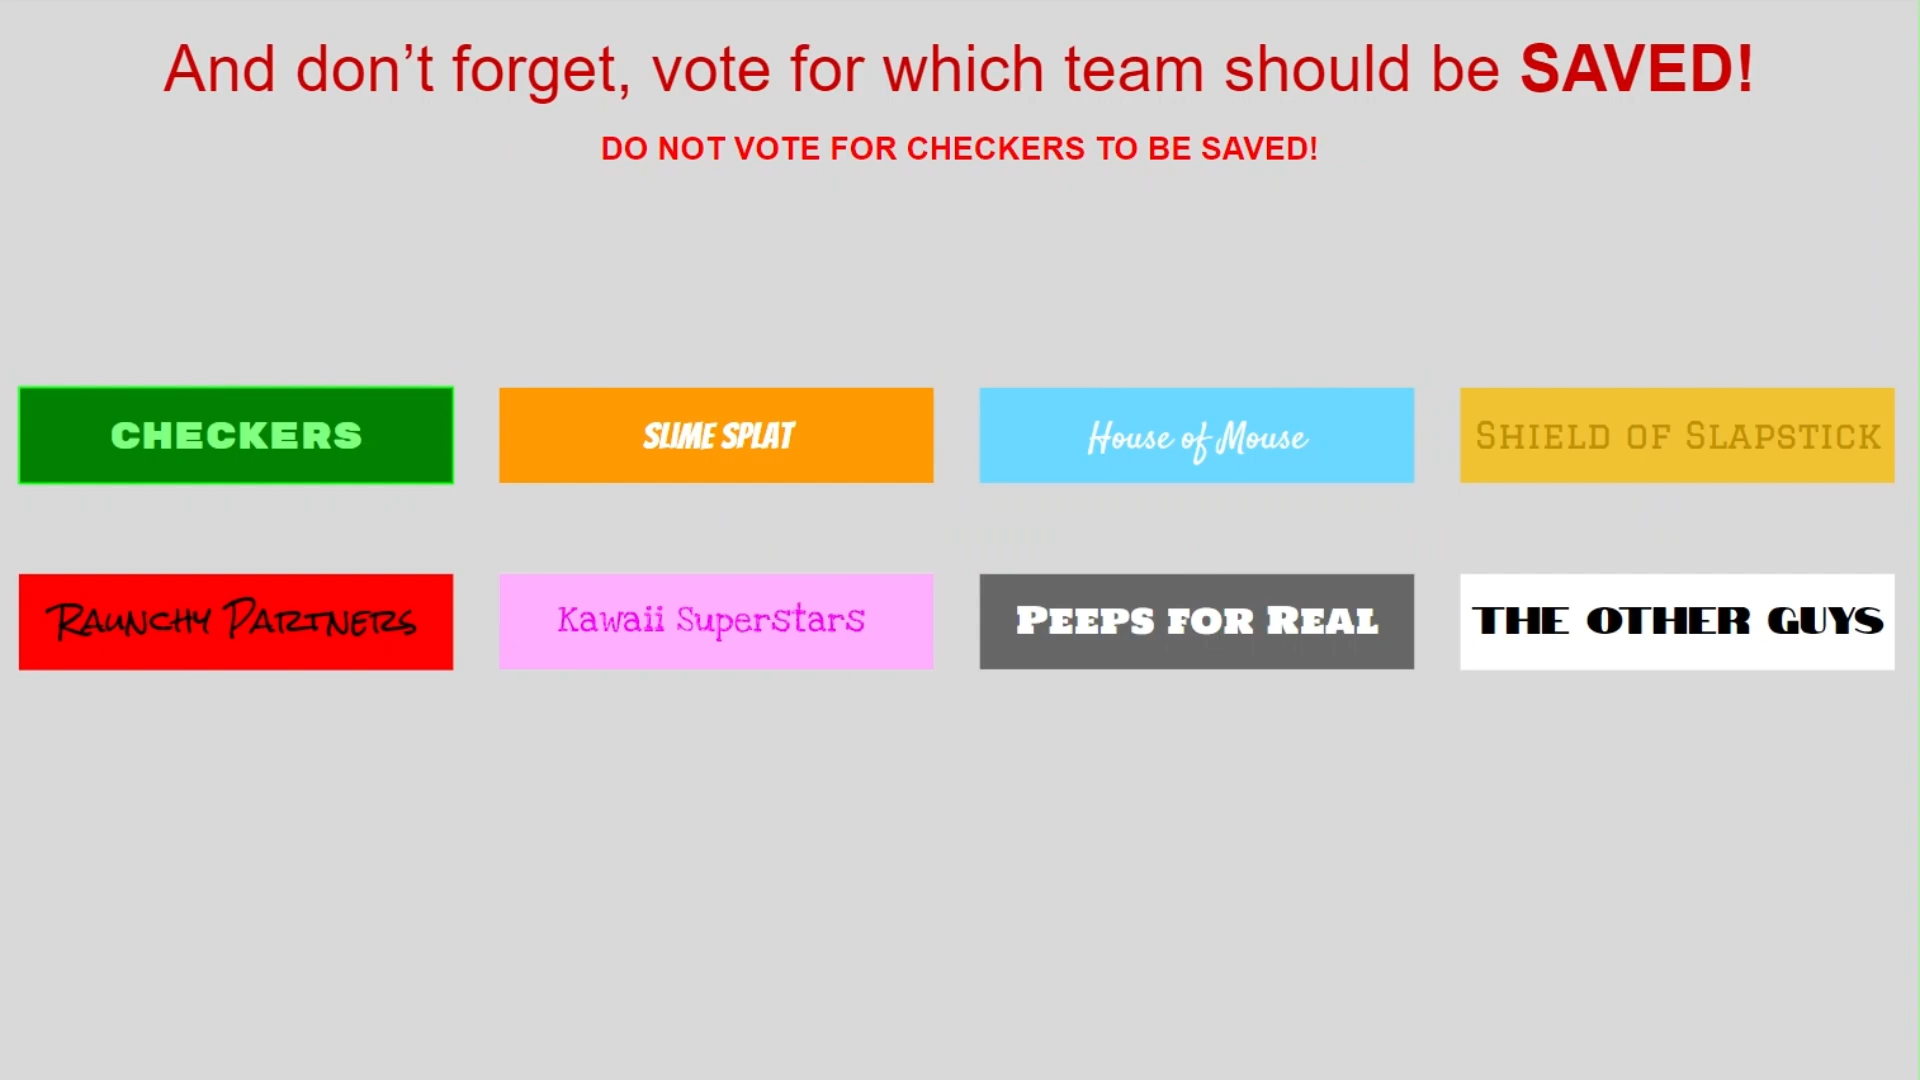 And don’t forget, vote for which team should be SAVED!
DO NOT VOTE FOR CHECKERS TO BE SAVED!
CHECKERS
SLIME SPLAT
House of Mouse
Shield of Slapstick
Raunchy Partners
Kawaii Superstars
Peeps for Real
THE OTHER GUYS